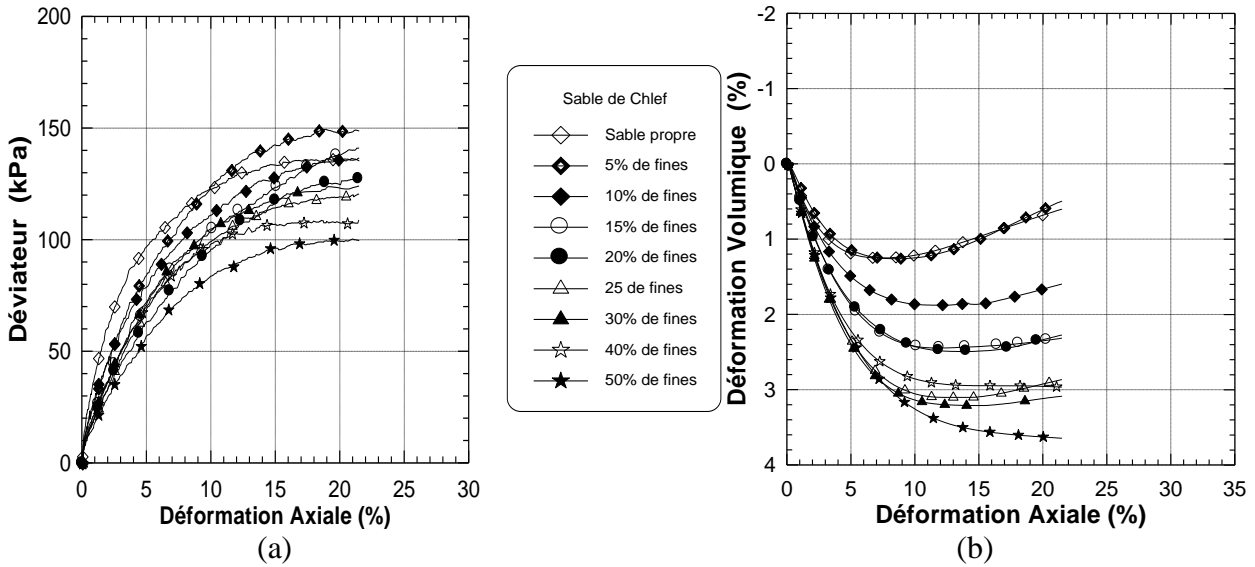 200
150
100
50
0
Déviateur (kPa)
0 5 10 15 20 25 30
Déformation Axiale (%)
(a)
Sable de Chlef
Sable propre
5% de fines
10% de fines
15% de fines
20% de fines
25 de fines
30% de fines
40% de fines
50% de fines
-2
-1
0
1
2
3
4
Déformation Volumique (%)
0 5 10 15 20 25 30 35
Déformation Axiale (%)
(b)